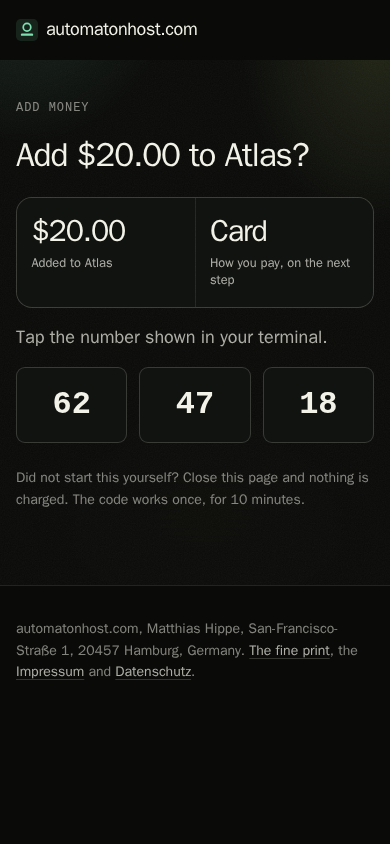 automatonhost.com
ADD MONEY
Add $20.00 to Atlas?
$20.00
Added to Atlas
Card
How you pay, on the next
step
Tap the number shown in your terminal.
62
47
18
Did not start this yourself? Close this page and nothing is
charged. The code works once, for 10 minutes.
automatonhost.com, Matthias Hippe, San-Francisco-
Straße 1, 20457 Hamburg, Germany. The fine print, the
Impressum and Datenschutz.